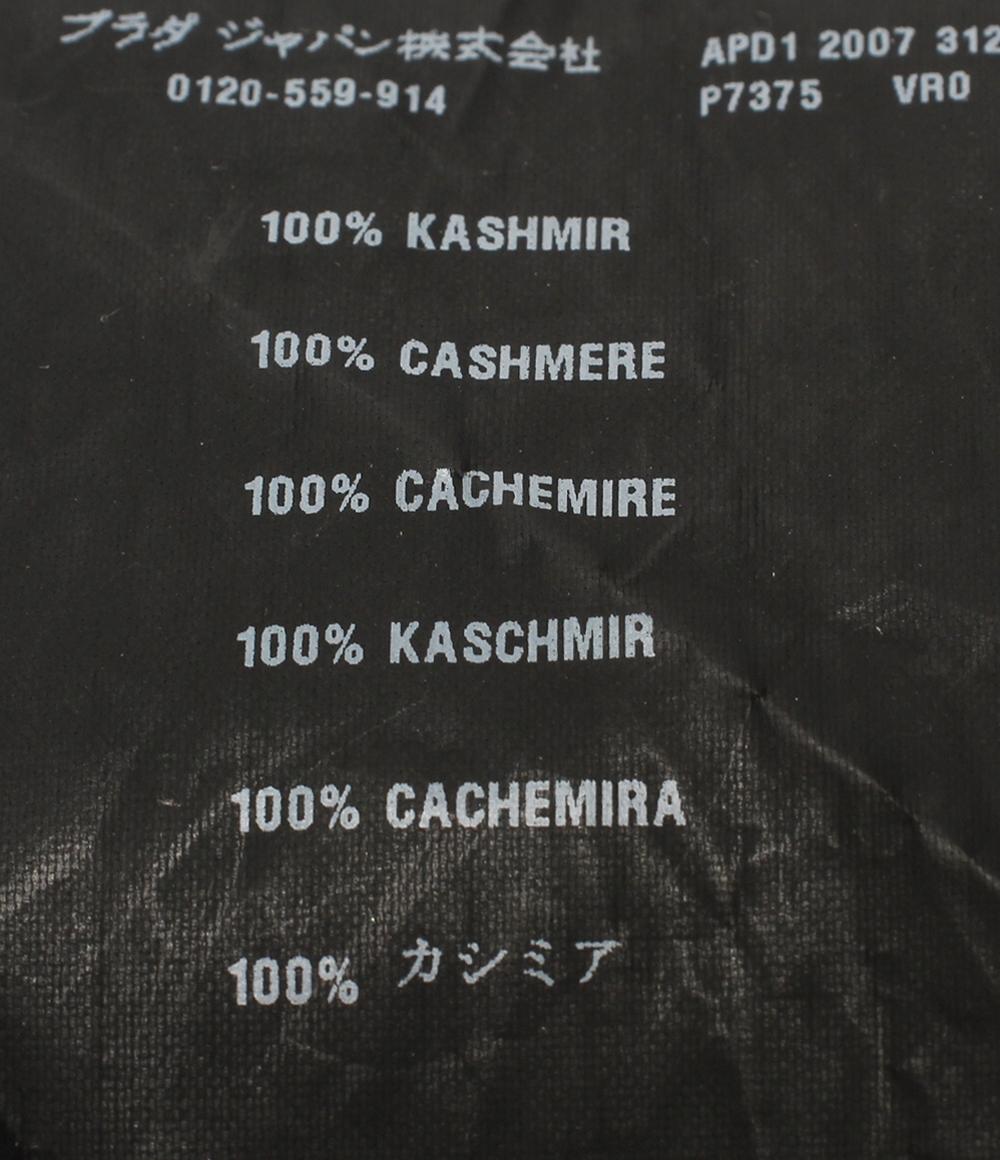 プラダ ジャパン株式会社
0120-559-914
APD1 2007 312
P7375 VR0
100% KASHMIR
100% CASHMERE
100% CACHEMIRE
100% KASCHMIR
100% CACHEMIRA
100% カシミア